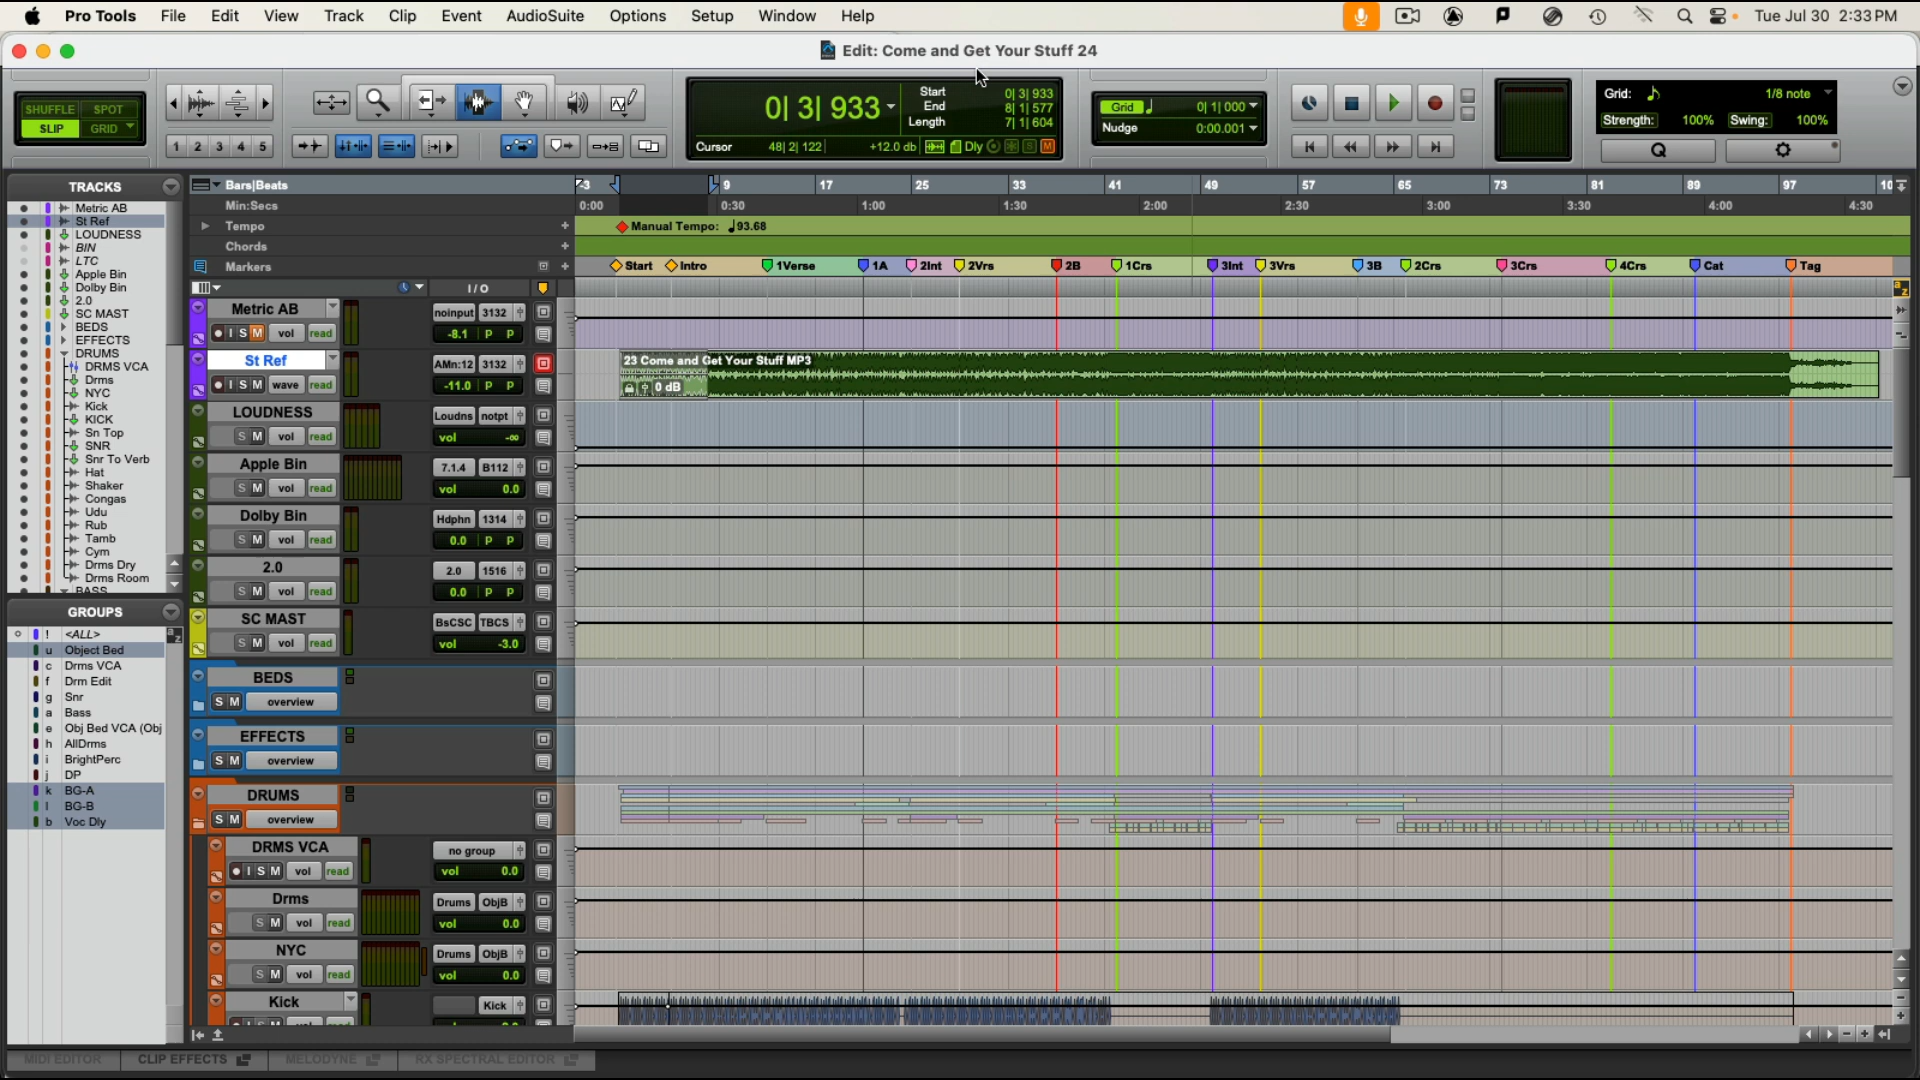 Pro Tools File Edit View Track Clip Event AudioSuite Options Setup Window Help Tue Jul 30 2:33 PM
Edit: Come and Get Your Stuff 24
SHUFFLE SPOT
SLIP GRID
1 2 3 4 5
0| 3| 933
Start 0| 3| 933
End 8| 1| 577
Length 7| 1| 604
Cursor 48| 2| 122 +12.0 db Dly S M
Grid 0| 1| 000
Nudge 0:00.001
Grid: 1/8 note
Strength: 100% Swing: 100%
Q
TRACKS
Metric AB
St Ref
LOUDNESS
BIN
LTC
Apple Bin
Dolby Bin
2.0
SC MAST
BEDS
EFFECTS
DRUMS
DRMS VCA
Drms
NYC
Kick
KICK
Sn Top
SNR
Snr To Verb
Hat
Shaker
Congas
Udu
Rub
Tamb
Cym
Drms Dry
Drms Room
BASS
GROUPS
! <ALL>
u Object Bed
c Drms VCA
f Drm Edit
g Snr
a Bass
e Obj Bed VCA (Obj
h AllDrms
i BrightPerc
j DP
k BG-A
l BG-B
b Voc Dly
Bars|Beats -3 9 17 25 33 41 49 57 65 73 81 89 97 10
Min:Secs 0:00 0:30 1:00 1:30 2:00 2:30 3:00 3:30 4:00 4:30
Tempo Manual Tempo: 93.68
Chords
Markers Start Intro 1Verse 1A 2Int 2Vrs 2B 1Crs 3Int 3Vrs 3B 2Crs 3Crs 4Crs Cat Tag
I/O
a z
Metric AB noinput 3132
I S M vol read -8.1 P P
St Ref AMn:12 3132
23 Come and Get Your Stuff MP3
I S M wave read -11.0 P P
0 dB
LOUDNESS Loudns notpt
S M vol read vol -∞
Apple Bin 7.1.4 B112
S M vol read vol 0.0
Dolby Bin Hdphn 1314
S M vol read 0.0 P P
2.0 2.0 1516
S M vol read 0.0 P P
SC MAST BsCSC TBCS
S M vol read vol -3.0
BEDS
S M overview
EFFECTS
S M overview
DRUMS
S M overview
DRMS VCA no group
I S M vol read vol 0.0
Drms Drums ObjB
S M vol read vol 0.0
NYC Drums ObjB
S M vol read vol 0.0
Kick Kick
MIDI EDITOR CLIP EFFECTS MELODYNE RX SPECTRAL EDITOR